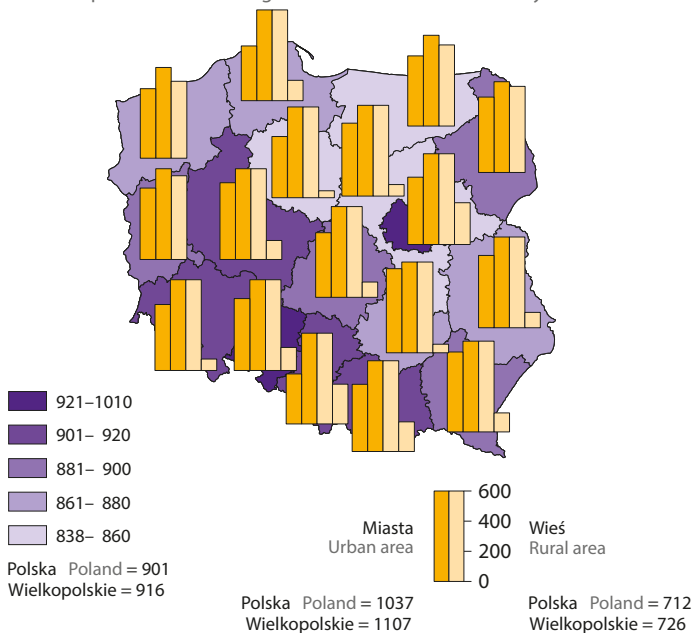 921–1010
901– 920
881– 900
861– 880
838– 860
Polska Poland = 901
Wielkopolskie = 916
Miasta
Urban area
600
400
200
0
Wieś
Rural area
Polska Poland = 1037
Wielkopolskie = 1107
Polska Poland = 712
Wielkopolskie = 726